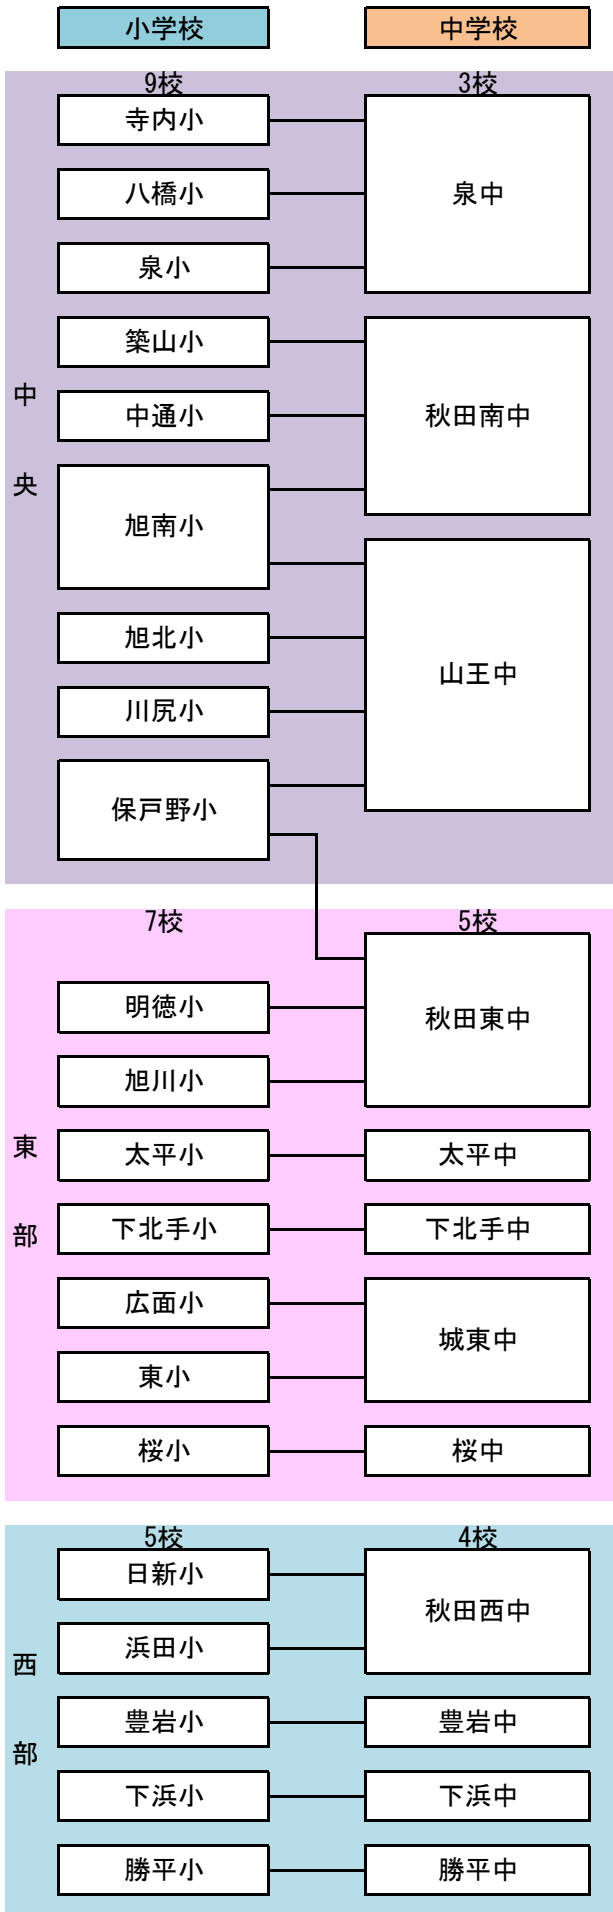 小学校
中学校
9校
3校
寺内小
八橋小
泉中
泉小
築山小
中通小
秋田南中
中央
旭南小
旭北小
山王中
川尻小
保戸野小
7校
5校
明徳小
秋田東中
旭川小
東部
太平小
太平中
下北手小
下北手中
広面小
城東中
東小
桜小
桜中
5校
4校
日新小
秋田西中
浜田小
西部
豊岩小
豊岩中
下浜小
下浜中
勝平小
勝平中